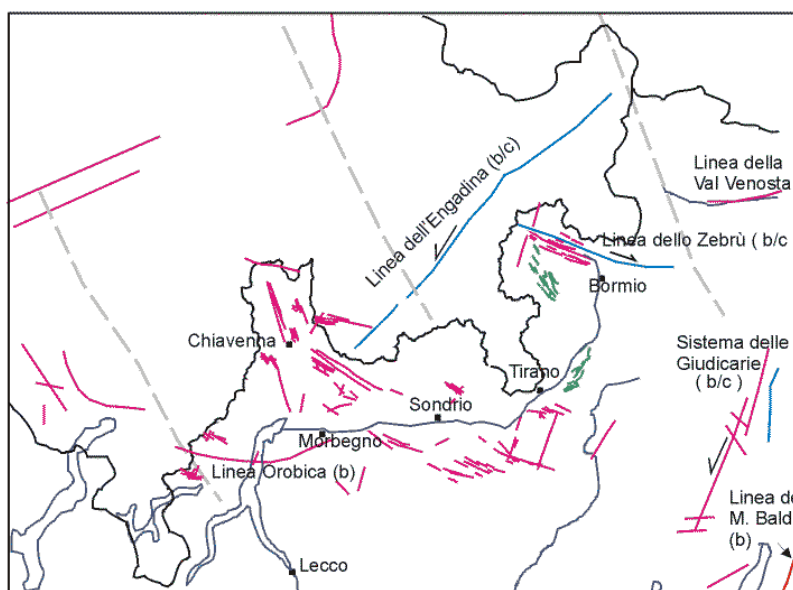 Linea della
Val Venosta
Linea dell'Engadina (b/c)
Linea dello Zebrù ( b/c
Bormio
Chiavenna
Sistema delle
Giudicarie
( b/c )
Tirano
Sondrio
Morbegno
Linea Orobica (b)
Linea de
M. Bald
(b)
Lecco